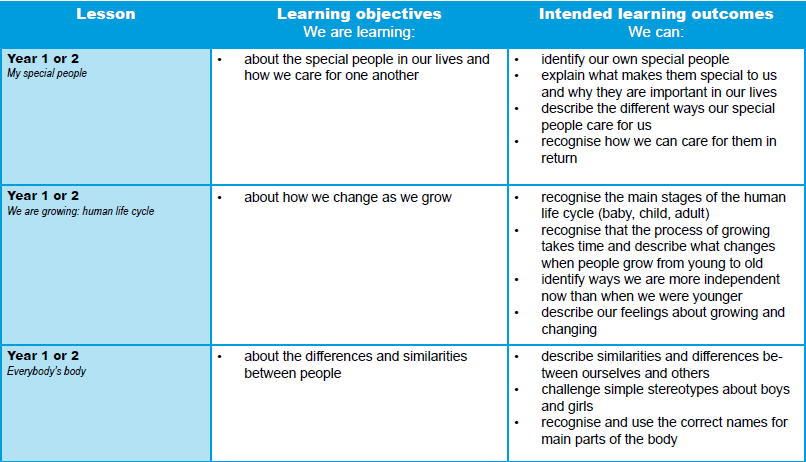 Lesson
Learning objectives
We are learning:
Intended learning outcomes
We can:
Year 1 or 2
My special people
• about the special people in our lives and
how we care for one another
• identify our own special people
• explain what makes them special to us
and why they are important in our lives
• describe the different ways our special
people care for us
• recognise how we can care for them in
return
Year 1 or 2
We are growing: human life cycle
• about how we change as we grow
• recognise the main stages of the human
life cycle (baby, child, adult)
• recognise that the process of growing
takes time and describe what changes
when people grow from young to old
• identify ways we are more independent
now than when we were younger
• describe our feelings about growing and
changing
Year 1 or 2
Everybody's body
• about the differences and similarities
between people
• describe similarities and differences be-
tween ourselves and others
• challenge simple stereotypes about boys
and girls
• recognise and use the correct names for
main parts of the body